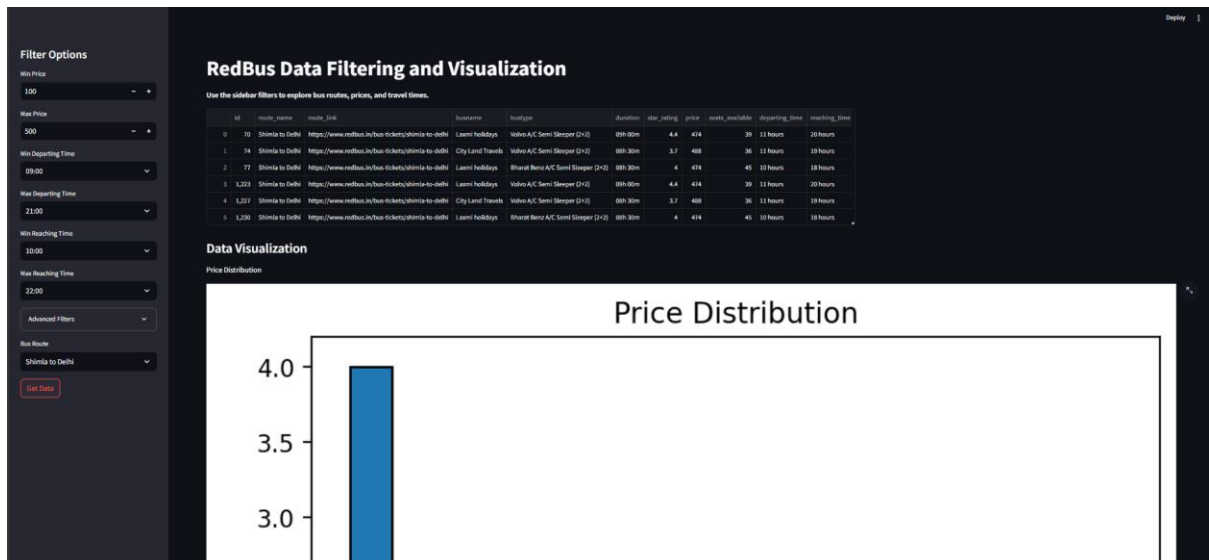 Deploy
Filter Options
Min Price
100 - +
Max Price
500 - +
Min Departing Time
09:00
Max Departing Time
21:00
Min Reaching Time
10:00
Max Reaching Time
22:00
Advanced Filters
Bus Route
Shimla to Delhi
Get Data
RedBus Data Filtering and Visualization
Use the sidebar filters to explore bus routes, prices, and travel times.
id route_name route_link busname bustype duration star_rating price seats_available departing_time reaching_time
0 70 Shimla to Delhi https://www.redbus.in/bus-tickets/shimla-to-delhi Laxmi holidays Volvo A/C Semi Sleeper (2+2) 09h 00m 4.4 474 39 11 hours 20 hours
1 74 Shimla to Delhi https://www.redbus.in/bus-tickets/shimla-to-delhi City Land Travels Volvo A/C Semi Sleeper (2+2) 08h 30m 3.7 488 36 11 hours 19 hours
2 77 Shimla to Delhi https://www.redbus.in/bus-tickets/shimla-to-delhi Laxmi holidays Bharat Benz A/C Semi Sleeper (2+2) 08h 30m 4 474 45 10 hours 18 hours
3 1,223 Shimla to Delhi https://www.redbus.in/bus-tickets/shimla-to-delhi Laxmi holidays Volvo A/C Semi Sleeper (2+2) 09h 00m 4.4 474 39 11 hours 20 hours
4 1,227 Shimla to Delhi https://www.redbus.in/bus-tickets/shimla-to-delhi City Land Travels Volvo A/C Semi Sleeper (2+2) 08h 30m 3.7 488 36 11 hours 19 hours
5 1,230 Shimla to Delhi https://www.redbus.in/bus-tickets/shimla-to-delhi Laxmi holidays Bharat Benz A/C Semi Sleeper (2+2) 08h 30m 4 474 45 10 hours 18 hours
Data Visualization
Price Distribution
Price Distribution
4.0
3.5
3.0